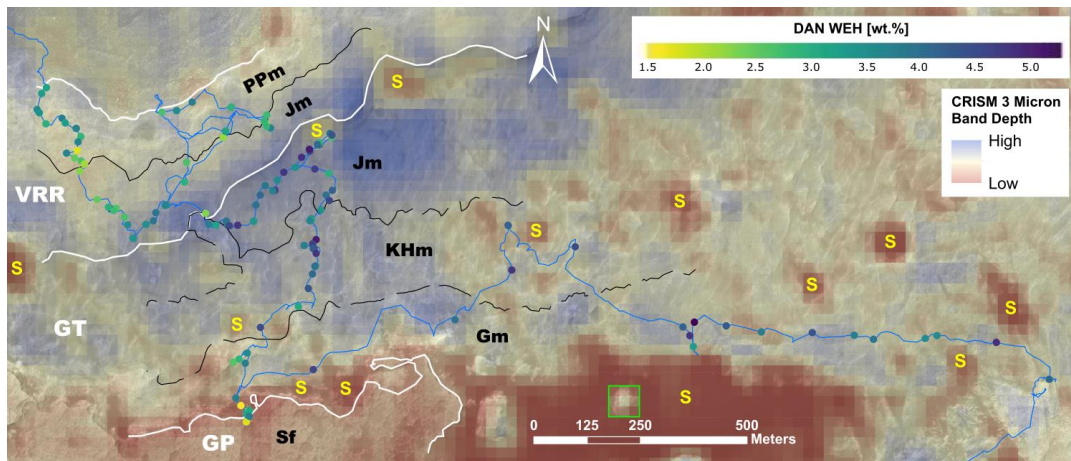 DAN WEH [wt.%]
1.5 2.0 2.5 3.0 3.5 4.0 4.5 5.0
N
CRISM 3 Micron
Band Depth
High
Low
PPm
S
Jm
S
Jm
VRR
S
S
S
KHm
S
S
S
GT
S
Gm
S
S
S
S
GP
Sf
0 125 250 500
Meters